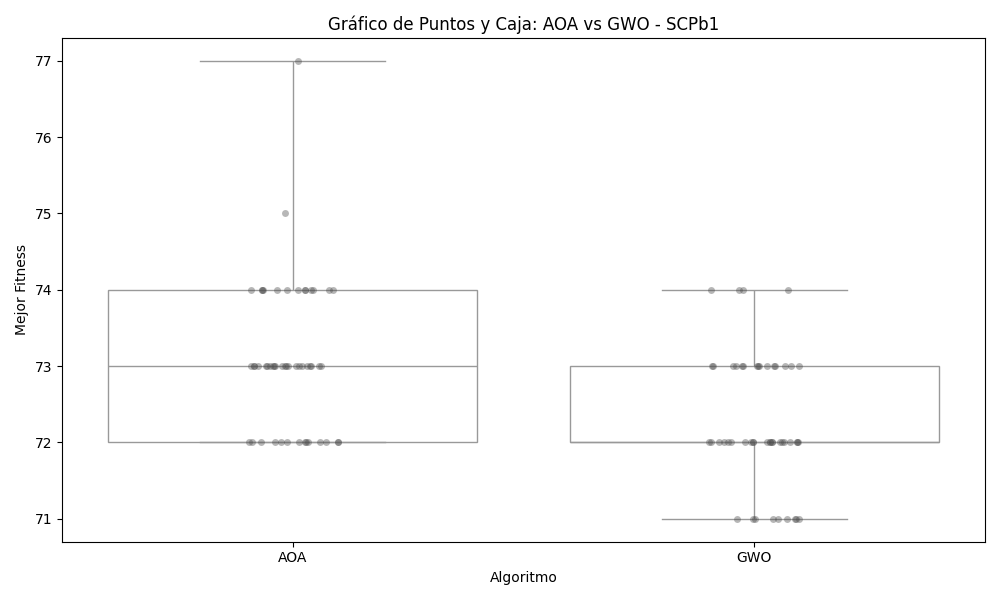 Gráfico de Puntos y Caja: AOA vs GWO - SCPb1
77
76
75
74
73
72
71
Mejor Fitness
AOA
GWO
Algoritmo